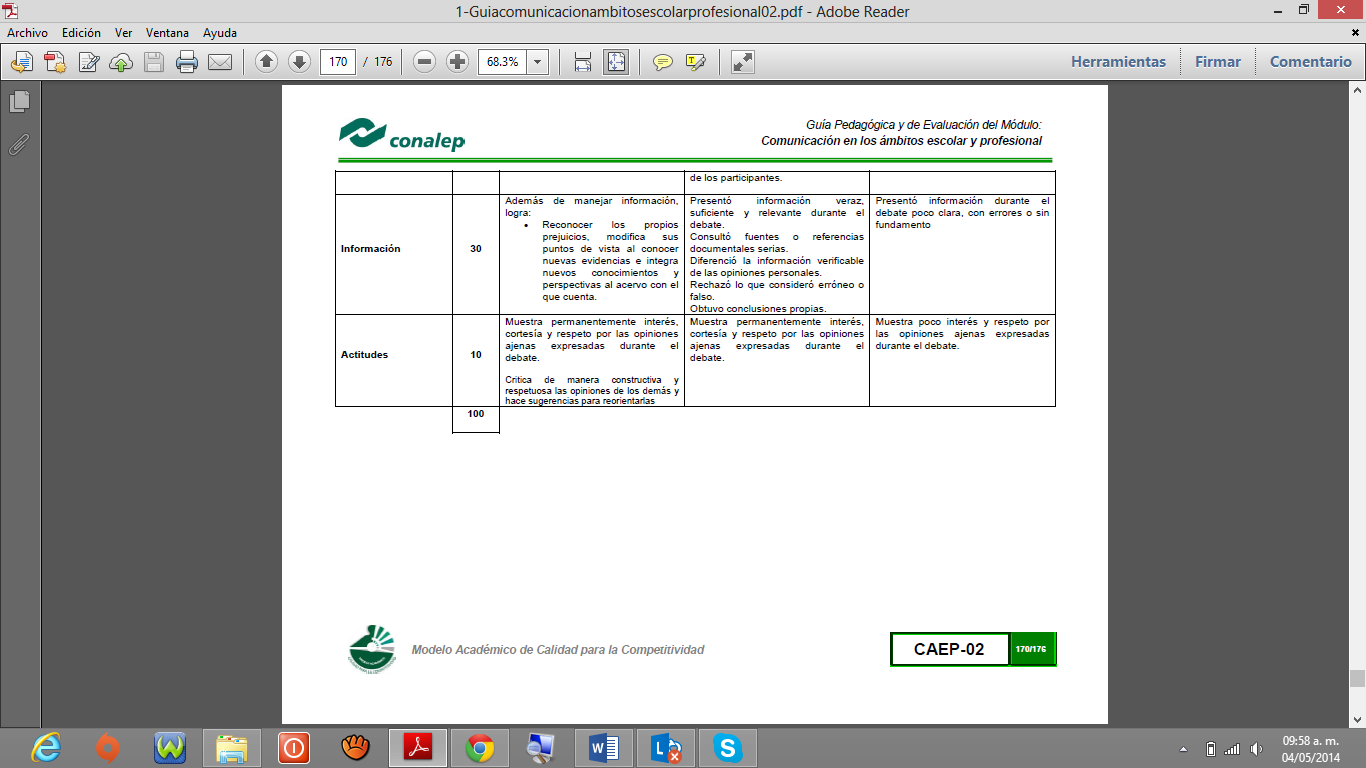 1-Guiacomunicacionambitosescolarprofesional02.pdf - Adobe Reader
Archivo Edición Ver Ventana Ayuda
170 / 176 68.3% Herramientas Firmar Comentario
conalep
Guía Pedagógica y de Evaluación del Módulo:
Comunicación en los ámbitos escolar y profesional
de los participantes.
Información
30
Además de manejar información,
logra:
• Reconocer los propios
prejuicios, modifica sus
puntos de vista al conocer
nuevas evidencias e integra
nuevos conocimientos y
perspectivas al acervo con el
que cuenta.
Presentó información veraz,
suficiente y relevante durante el
debate.
Consultó fuentes o referencias
documentales serias.
Diferenció la información verificable
de las opiniones personales.
Rechazó lo que consideró erróneo o
falso.
Obtuvo conclusiones propias.
Presentó información durante el
debate poco clara, con errores o sin
fundamento
Actitudes
10
Muestra permanentemente interés,
cortesía y respeto por las opiniones
ajenas expresadas durante el
debate.
Critica de manera constructiva y
respetuosa las opiniones de los demás y
hace sugerencias para reorientarlas
Muestra permanentemente interés,
cortesía y respeto por las opiniones
ajenas expresadas durante el
debate.
Muestra poco interés y respeto por
las opiniones ajenas expresadas
durante el debate.
100
Modelo Académico de Calidad para la Competitividad
CAEP-02
170/176
09:58 a. m.
04/05/2014